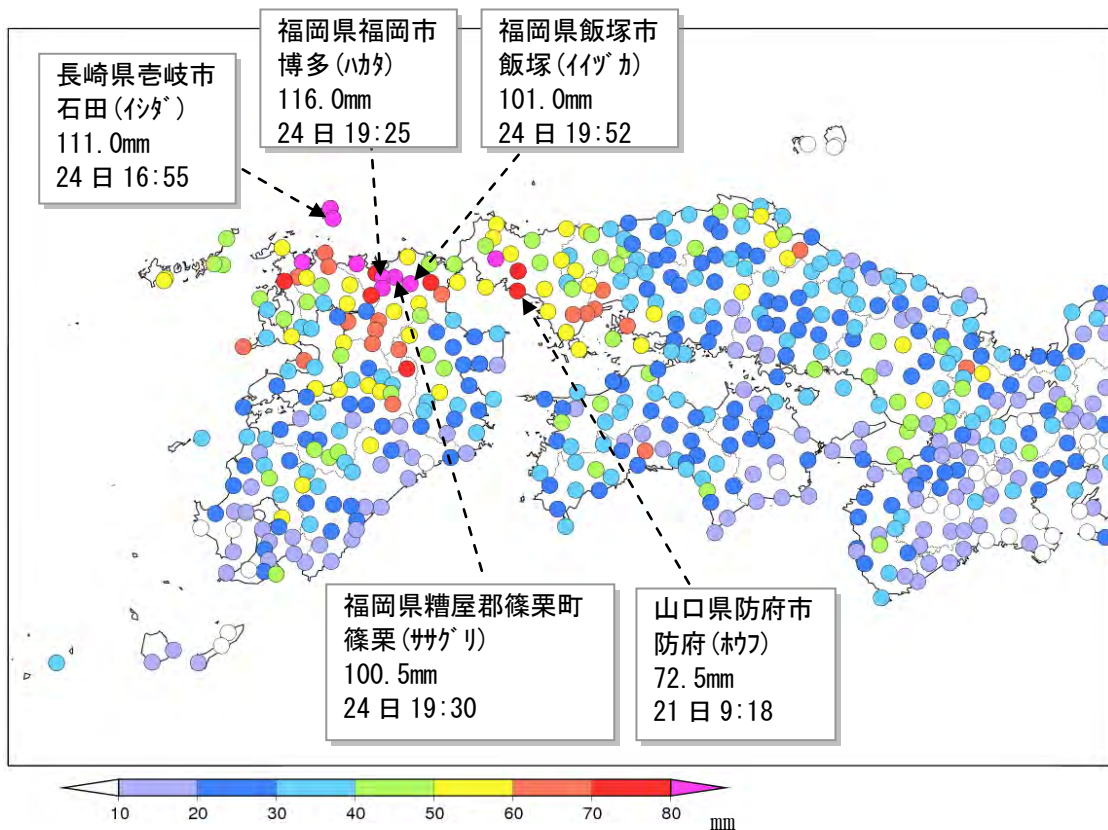 長崎県壱岐市
石田(ｲｼﾀﾞ)
111.0mm
24日16:55
福岡県福岡市
博多(ﾊｶﾀ)
116.0mm
24日19:25
福岡県飯塚市
飯塚(ｲｲﾂﾞｶ)
101.0mm
24日19:52
福岡県糟屋郡篠栗町
篠栗(ｻｻｸﾞﾘ)
100.5mm
24日19:30
山口県防府市
防府(ﾎｳﾌ)
72.5mm
21日9:18
10 20 30 40 50 60 70 80
mm